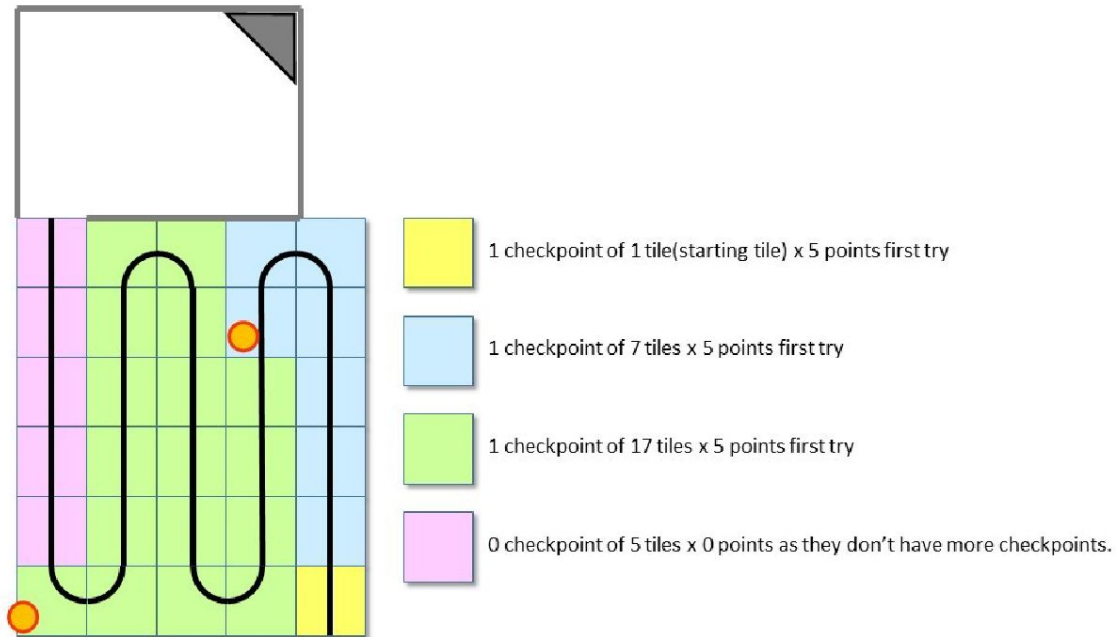 1 checkpoint of 1 tile(starting tile) x 5 points first try
1 checkpoint of 7 tiles x 5 points first try
1 checkpoint of 17 tiles x 5 points first try
0 checkpoint of 5 tiles x 0 points as they don't have more checkpoints.